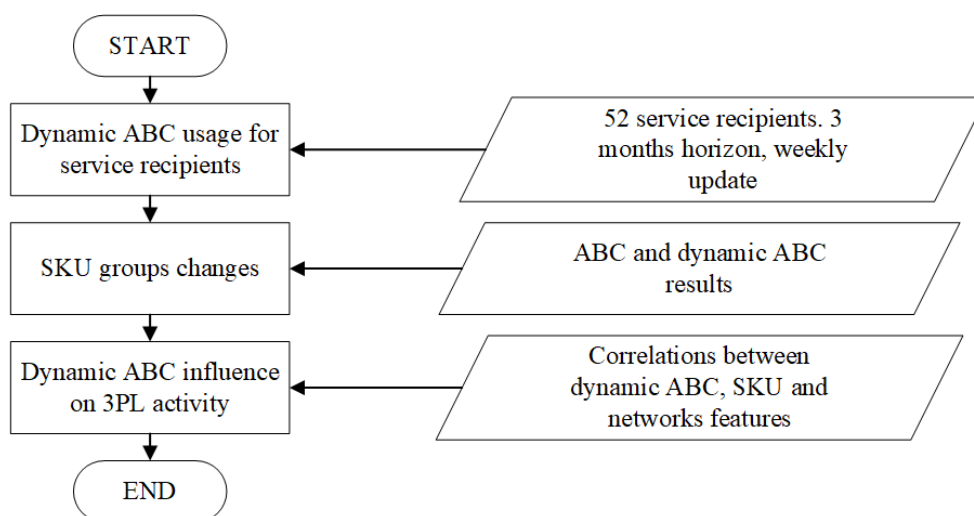 START
Dynamic ABC usage for
service recipients
52 service recipients. 3
months horizon, weekly
update
SKU groups changes
ABC and dynamic ABC
results
Dynamic ABC influence
on 3PL activity
Correlations between
dynamic ABC, SKU and
networks features
END